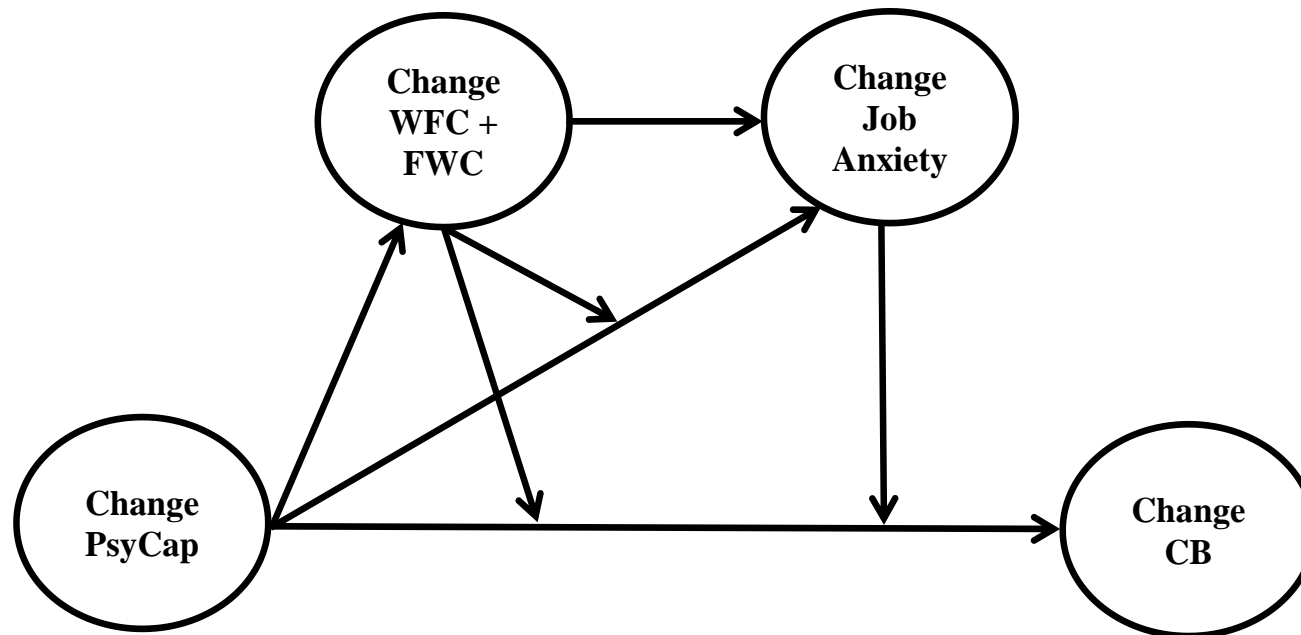 Change
WFC +
FWC
Change
Job
Anxiety
Change
PsyCap
Change
CB